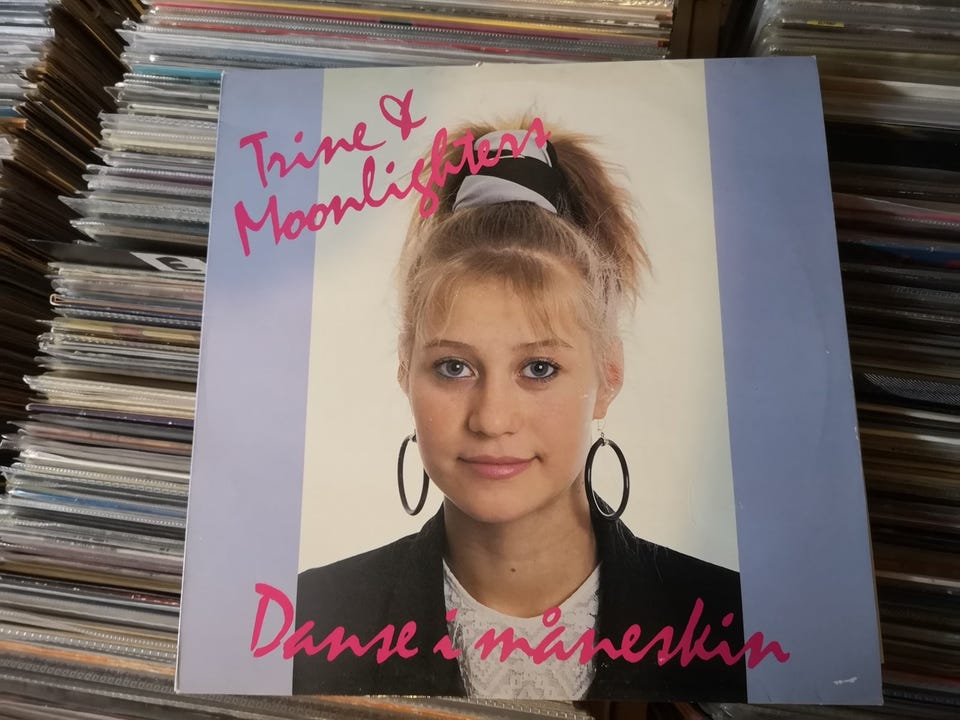 Trine &
Moonlighters
Danse i måneskin